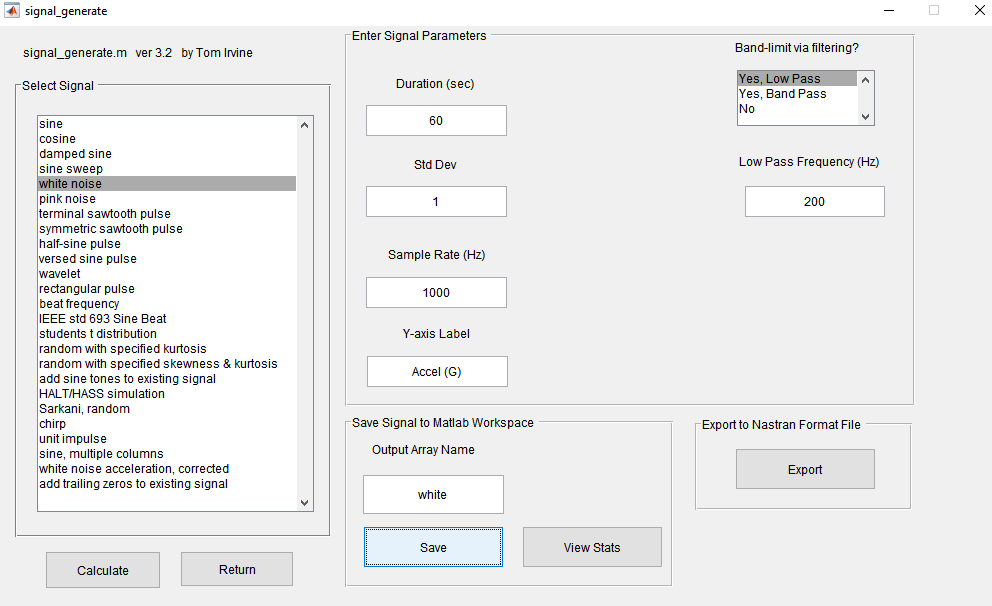 signal_generate
signal_generate.m ver 3.2 by Tom Irvine
Select Signal
sine
cosine
damped sine
sine sweep
white noise
pink noise
terminal sawtooth pulse
symmetric sawtooth pulse
half-sine pulse
versed sine pulse
wavelet
rectangular pulse
beat frequency
IEEE std 693 Sine Beat
students t distribution
random with specified kurtosis
random with specified skewness & kurtosis
add sine tones to existing signal
HALT/HASS simulation
Sarkani, random
chirp
unit impulse
sine, multiple columns
white noise acceleration, corrected
add trailing zeros to existing signal
Calculate
Return
Enter Signal Parameters
Duration (sec)
60
Std Dev
1
Sample Rate (Hz)
1000
Y-axis Label
Accel (G)
Band-limit via filtering?
Yes, Low Pass
Yes, Band Pass
No
Low Pass Frequency (Hz)
200
Save Signal to Matlab Workspace
Output Array Name
white
Save
View Stats
Export to Nastran Format File
Export